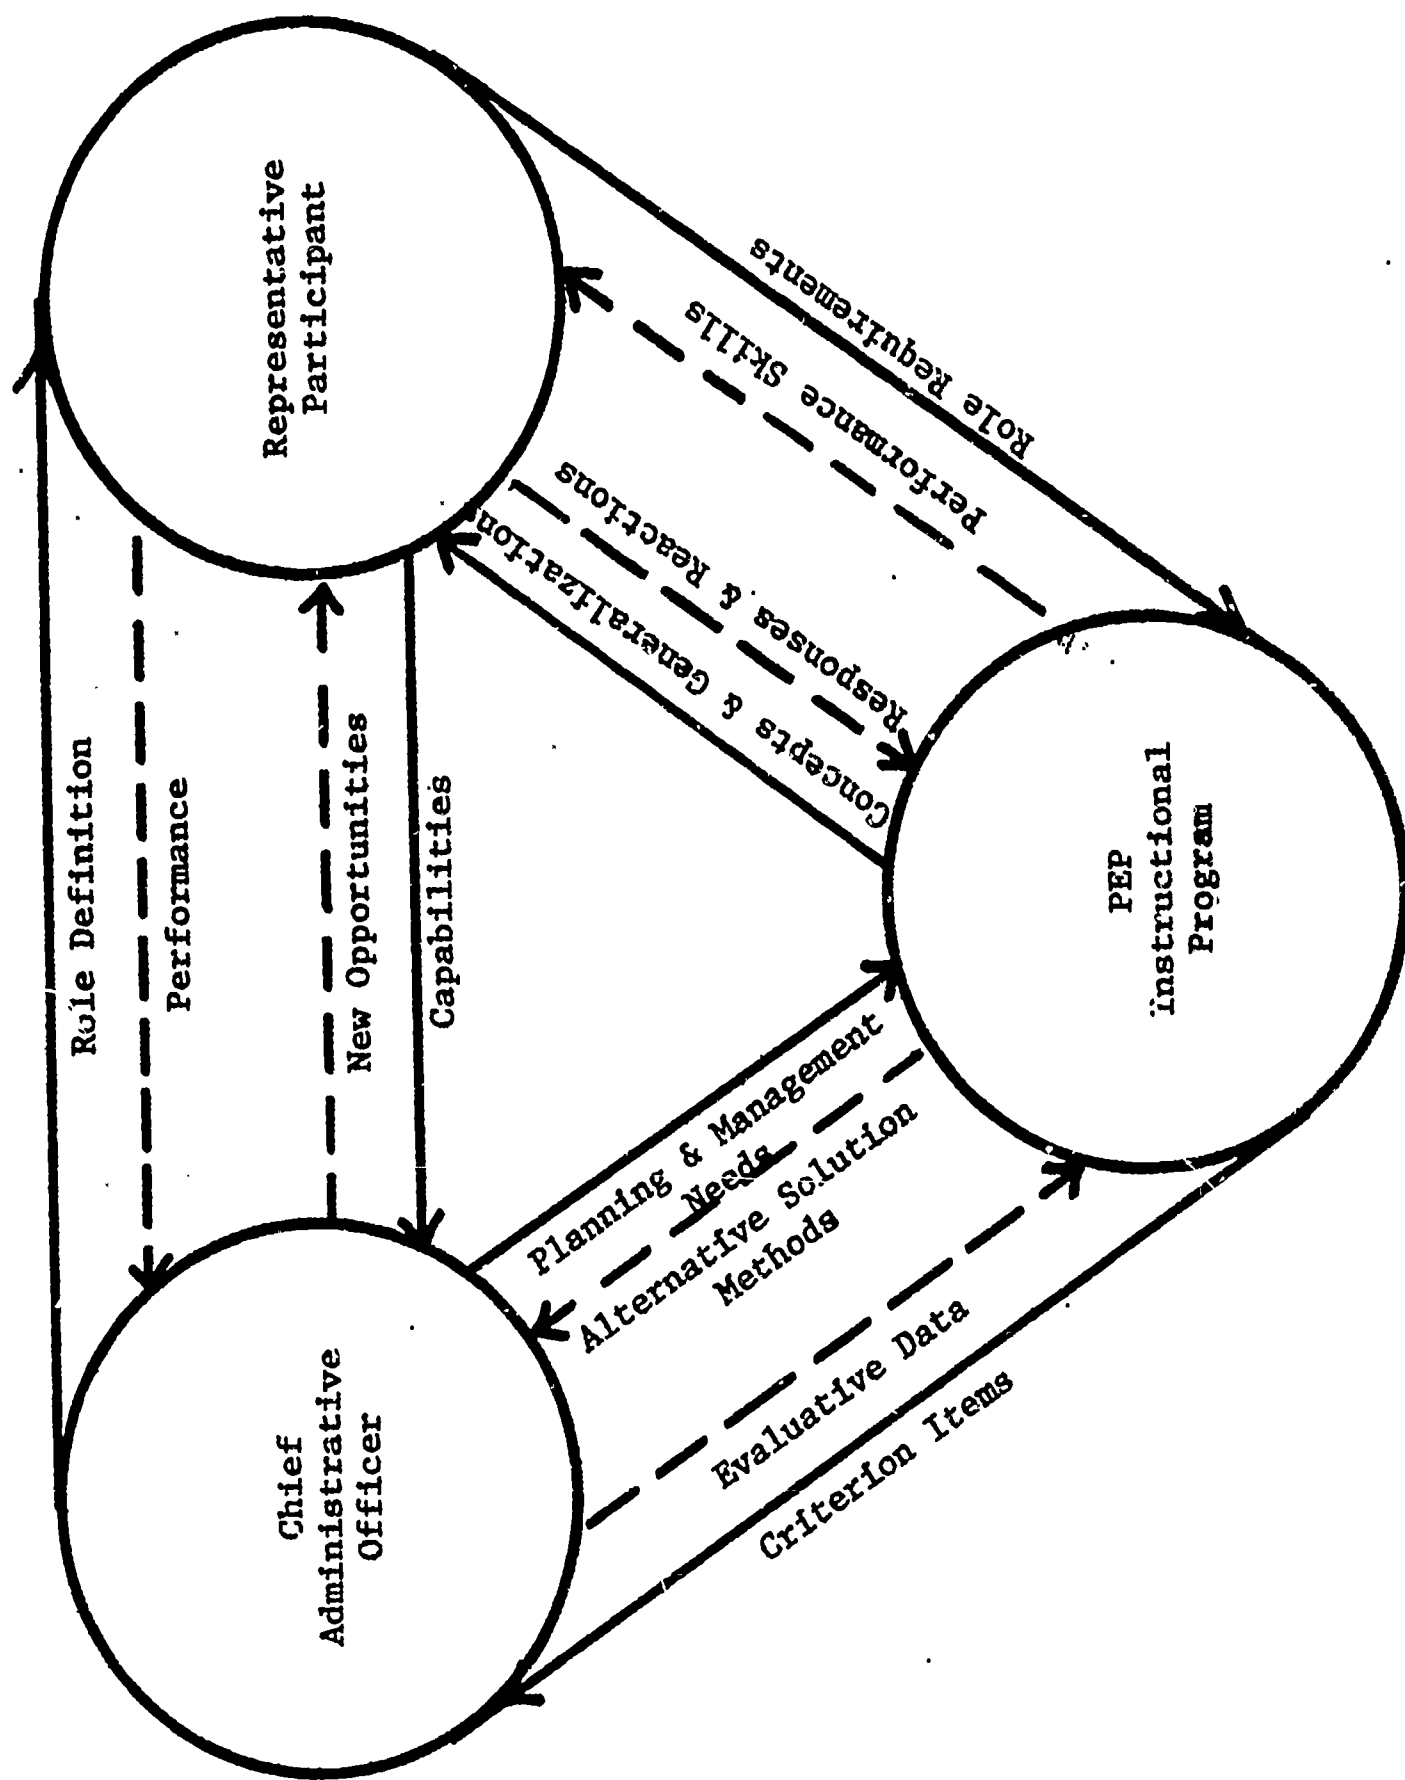 Chief
Administrative
Officer
Representative
Participant
PEP
Instructional
Program
Role Definition
Performance
New Opportunities
Capabilities
Planning & Management
Needs
Alternative Solution
Methods
Evaluative Data
Criterion Items
Concepts & Generalizations
Responses & Reactions
Performance Skills
Role Requirements